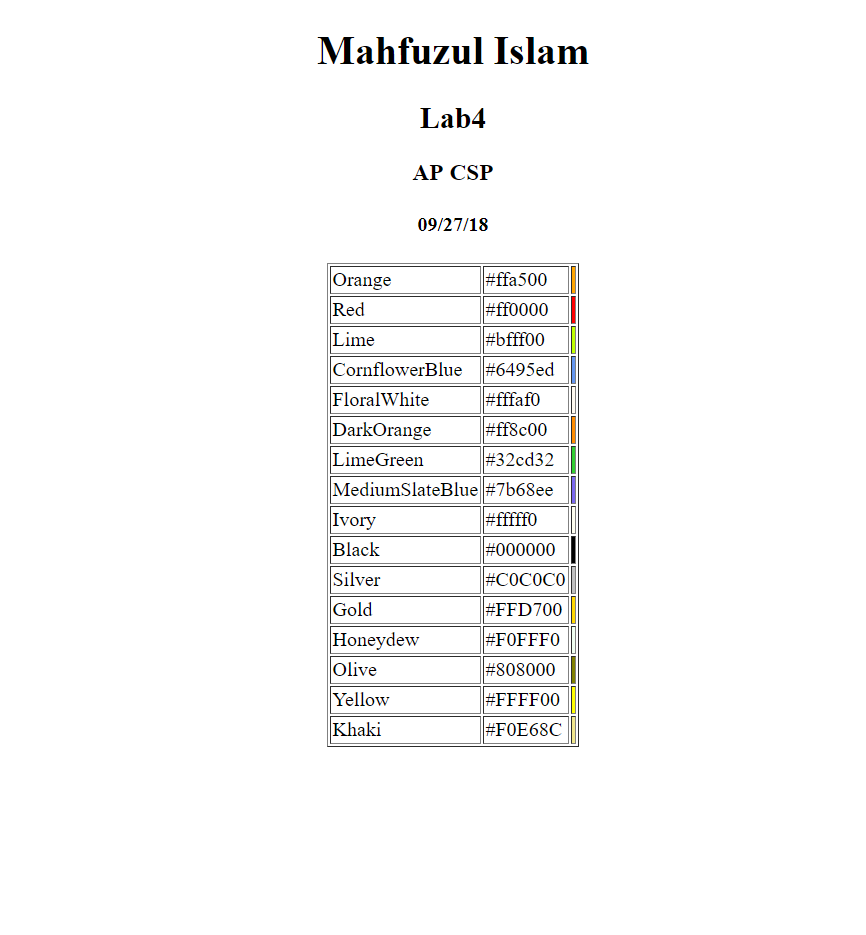 Mahfuzul Islam
Lab4
AP CSP
09/27/18
Orange #ffa500
Red #ff0000
Lime #bfff00
CornflowerBlue #6495ed
FloralWhite #fffaf0
DarkOrange #ff8c00
LimeGreen #32cd32
MediumSlateBlue #7b68ee
Ivory #fffff0
Black #000000
Silver #C0C0C0
Gold #FFD700
Honeydew #F0FFF0
Olive #808000
Yellow #FFFF00
Khaki #F0E68C